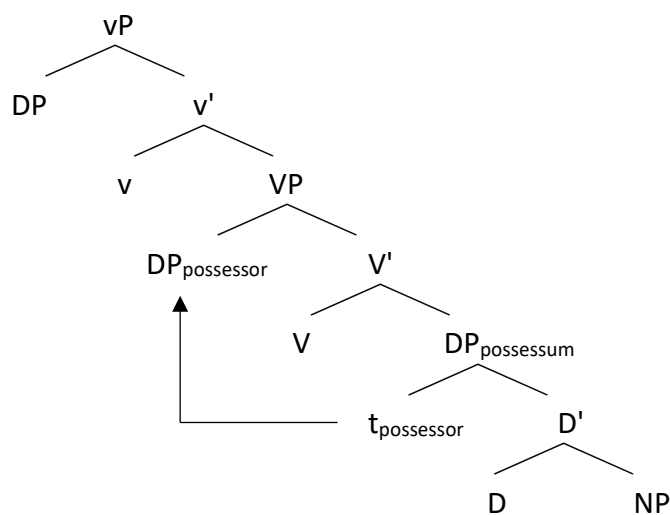 vP
DP v'
v VP
DPpossessor V'
V DPpossessum
tpossessor D'
D NP